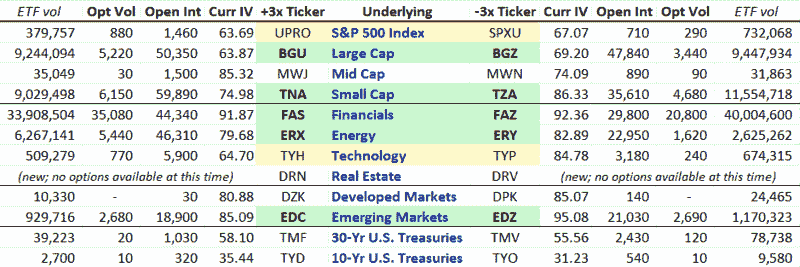 ETF vol Opt Vol Open Int Curr IV +3x Ticker Underlying -3x Ticker Curr IV Open Int Opt Vol ETF vol
379,757 880 1,460 63.69 UPRO S&P 500 Index SPXU 67.07 710 290 732,068
9,244,094 5,220 50,350 63.87 BGU Large Cap BGZ 69.20 47,840 3,440 9,447,934
35,049 30 1,500 85.32 MWJ Mid Cap MWN 74.09 890 90 31,863
9,029,498 6,150 59,890 74.98 TNA Small Cap TZA 86.33 35,610 4,680 11,554,718
33,908,504 35,080 44,340 91.87 FAS Financials FAZ 92.36 29,800 20,800 40,004,600
6,267,141 5,440 46,310 79.68 ERX Energy ERY 82.89 22,950 1,620 2,625,262
509,279 770 5,900 64.70 TYH Technology TYP 84.78 3,180 240 674,315
(new; no options available at this time) DRN Real Estate DRV (new; no options available at this time)
10,330 - 30 80.88 DZK Developed Markets DPK 85.07 140 - 24,465
929,716 2,680 18,900 85.09 EDC Emerging Markets EDZ 95.08 21,030 2,690 1,170,323
39,223 20 1,030 58.10 TMF 30-Yr U.S. Treasuries TMV 55.56 2,430 120 78,738
2,700 10 320 35.44 TYD 10-Yr U.S. Treasuries TYO 31.23 540 10 9,580